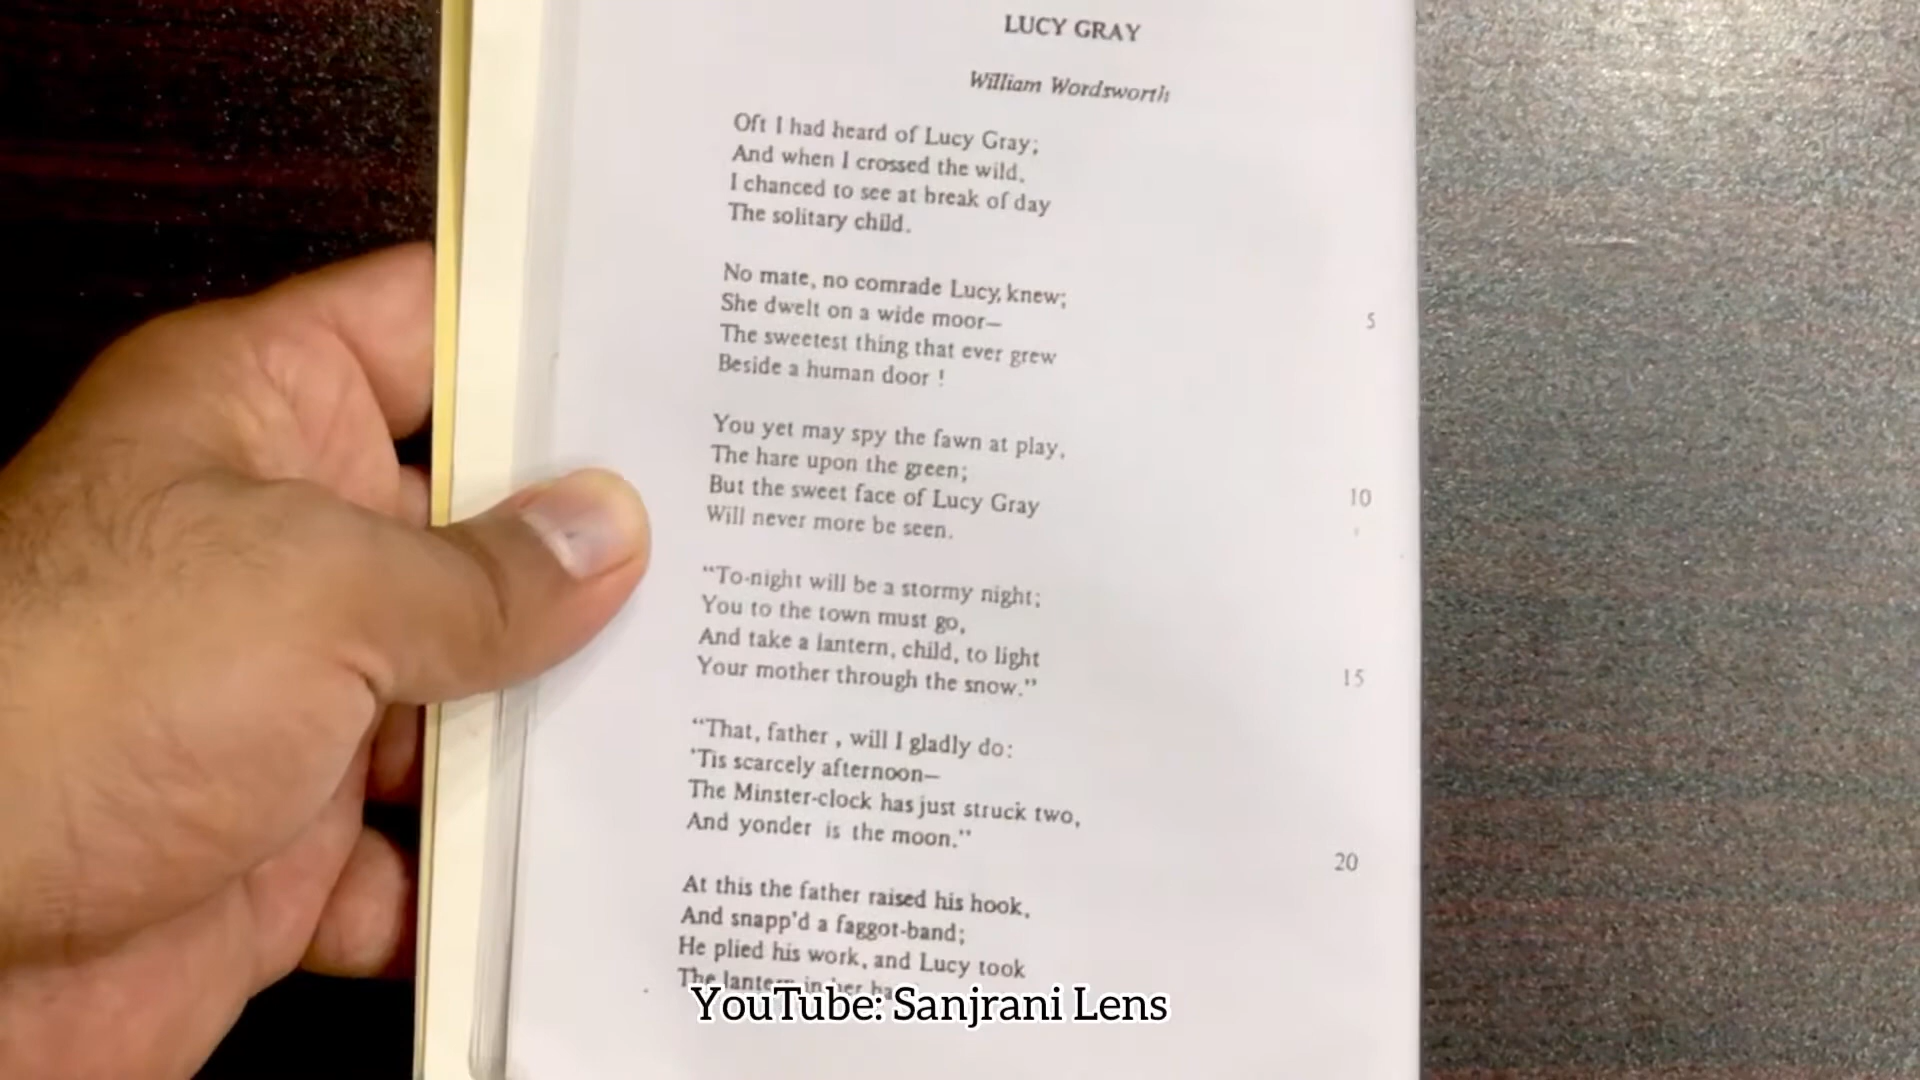 LUCY GRAY
William Wordsworth
Oft I had heard of Lucy Gray;
And when I crossed the wild,
I chanced to see at break of day
The solitary child.
No mate, no comrade Lucy, knew;
She dwelt on a wide moor—
5
The sweetest thing that ever grew
Beside a human door !
You yet may spy the fawn at play,
The hare upon the green;
10
But the sweet face of Lucy Gray
Will never more be seen.
“To-night will be a stormy night;
You to the town must go,
And take a lantern, child, to light
15
Your mother through the snow.”
“That, father , will I gladly do:
'Tis scarcely afternoon—
The Minster-clock has just struck two,
And yonder is the moon.”
20
At this the father raised his hook,
And snapp'd a faggot-band;
He plied his work, and Lucy took
The lantern in her
YouTube: Sanjrani Lens